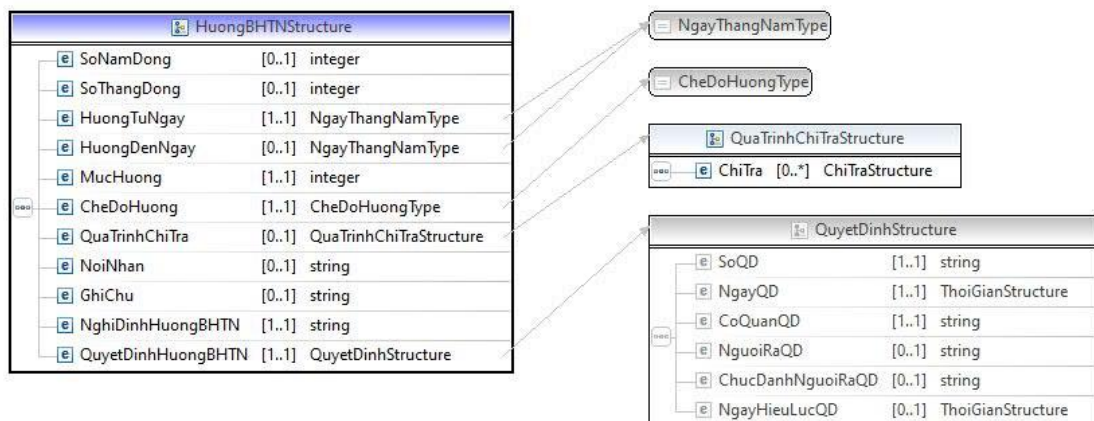 HuongBHTNStructure
e SoNamDong [0..1] integer
e SoThangDong [0..1] integer
e HuongTuNgay [1..1] NgayThangNamType
e HuongDenNgay [0..1] NgayThangNamType
e MucHuong [1..1] integer
e CheDoHuong [1..1] CheDoHuongType
e QuaTrinhChiTra [0..1] QuaTrinhChiTraStructure
e NoiNhan [0..1] string
e GhiChu [0..1] string
e NghiDinhHuongBHTN [1..1] string
e QuyetDinhHuongBHTN [1..1] QuyetDinhStructure
NgayThangNamType
CheDoHuongType
QuaTrinhChiTraStructure
e ChiTra [0..*] ChiTraStructure
QuyetDinhStructure
e SoQD [1..1] string
e NgayQD [1..1] ThoiGianStructure
e CoQuanQD [1..1] string
e NguoiRaQD [0..1] string
e ChucDanhNguoiRaQD [0..1] string
e NgayHieuLucQD [0..1] ThoiGianStructure